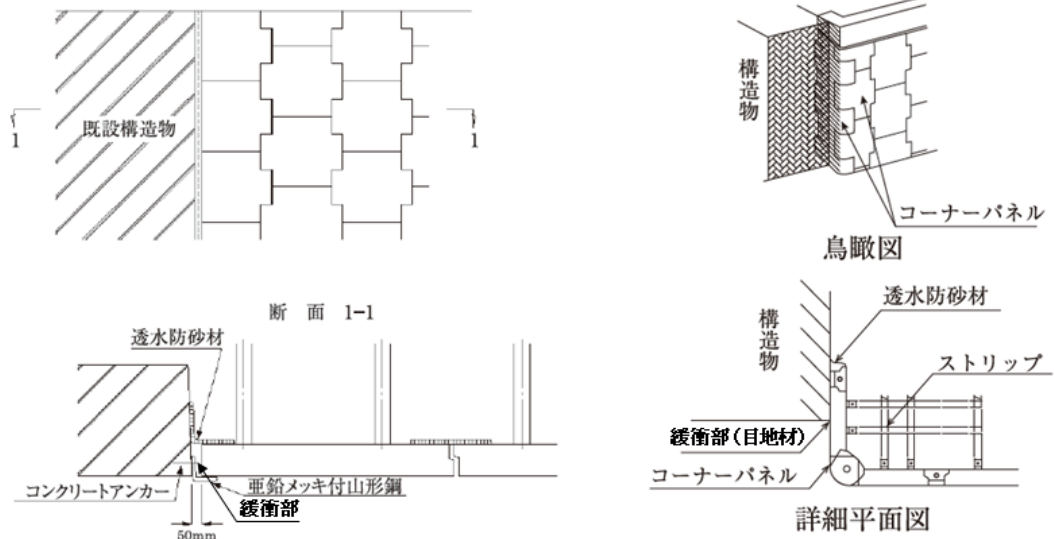 既設構造物
1
1
断 面 1-1
透水防砂材
コンクリートアンカー
亜鉛メッキ付山形鋼
緩衝部
50mm
構造物
コーナーパネル
鳥瞰図
透水防砂材
構造物
ストリップ
緩衝部(目地材)
コーナーパネル
詳細平面図